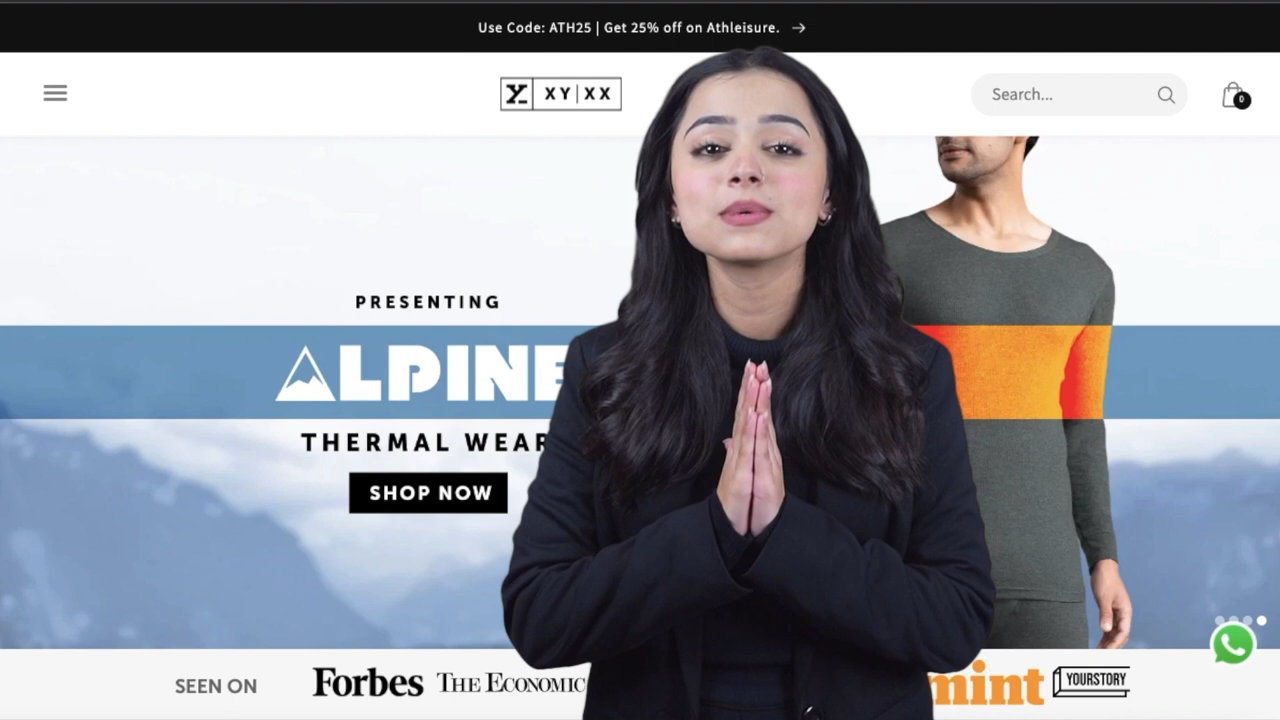 Use Code: ATH25 | Get 25% off on Athleisure. →
XY|XX
Search...
0
PRESENTING
ALPINE
THERMAL WEAR
SHOP NOW
SEEN ON
Forbes
THE ECONOMIC
mint
YOURSTORY